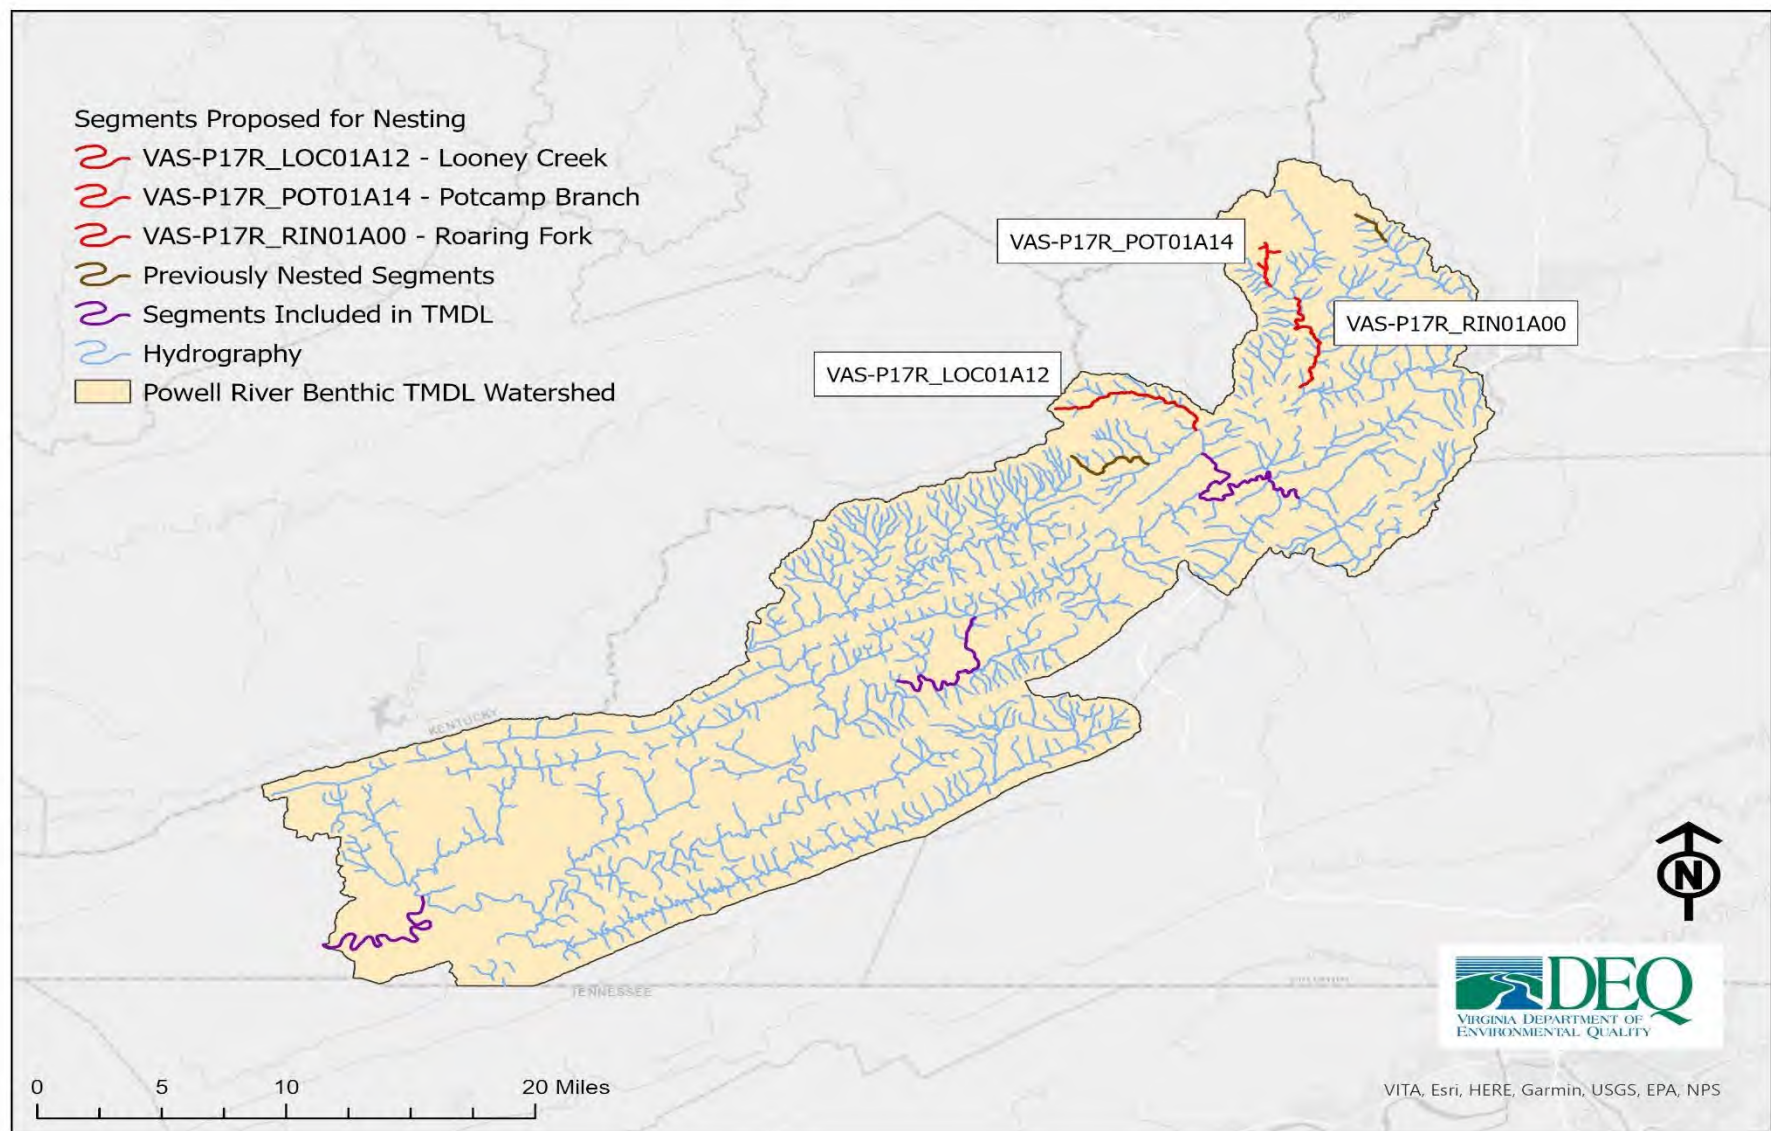 Segments Proposed for Nesting
VAS-P17R_LOC01A12 - Looney Creek
VAS-P17R_POT01A14 - Potcamp Branch
VAS-P17R_RIN01A00 - Roaring Fork
Previously Nested Segments
Segments Included in TMDL
Hydrography
Powell River Benthic TMDL Watershed
VAS-P17R_POT01A14
VAS-P17R_RIN01A00
VAS-P17R_LOC01A12
KENTUCKY
TENNESSEE
N
DEQ
VIRGINIA DEPARTMENT OF
ENVIRONMENTAL QUALITY
0 5 10 20 Miles
VITA, Esri, HERE, Garmin, USGS, EPA, NPS